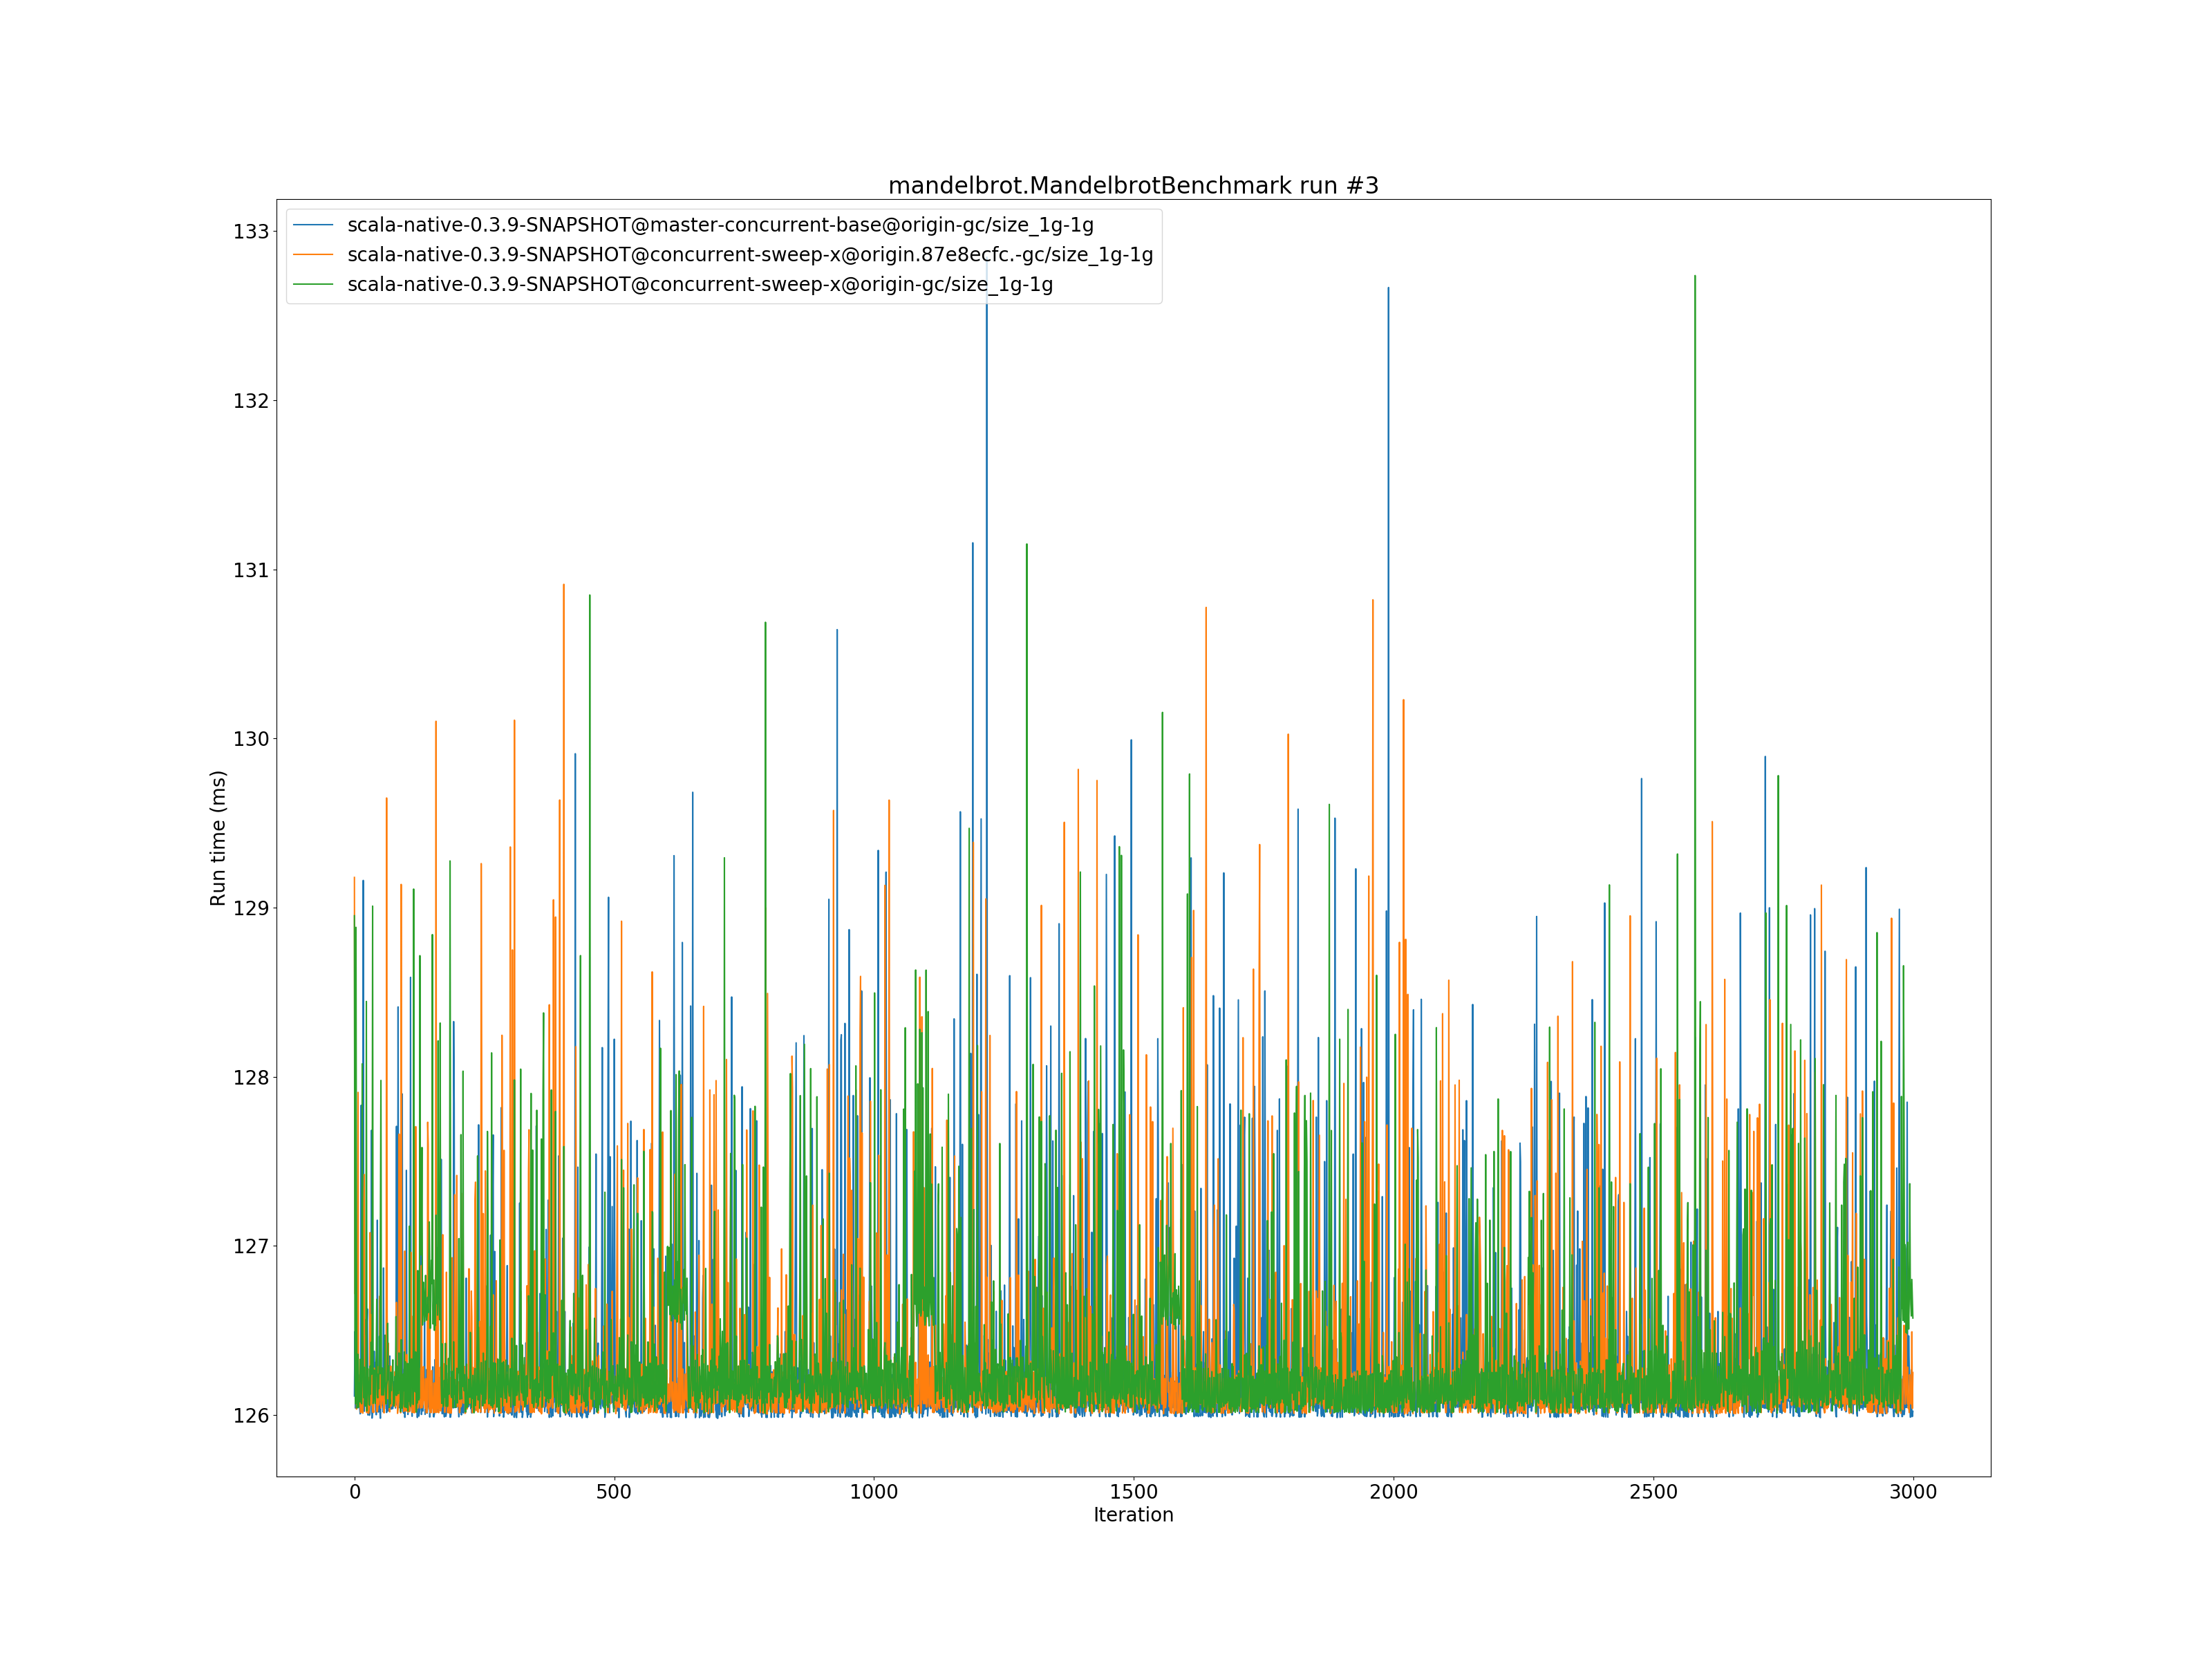 mandelbrot.MandelbrotBenchmark run #3
scala-native-0.3.9-SNAPSHOT@master-concurrent-base@origin-gc/size_1g-1g
scala-native-0.3.9-SNAPSHOT@concurrent-sweep-x@origin.87e8ecfc.-gc/size_1g-1g
scala-native-0.3.9-SNAPSHOT@concurrent-sweep-x@origin-gc/size_1g-1g
133
132
131
130
129
128
127
126
Run time (ms)
0 500 1000 1500 2000 2500 3000
Iteration